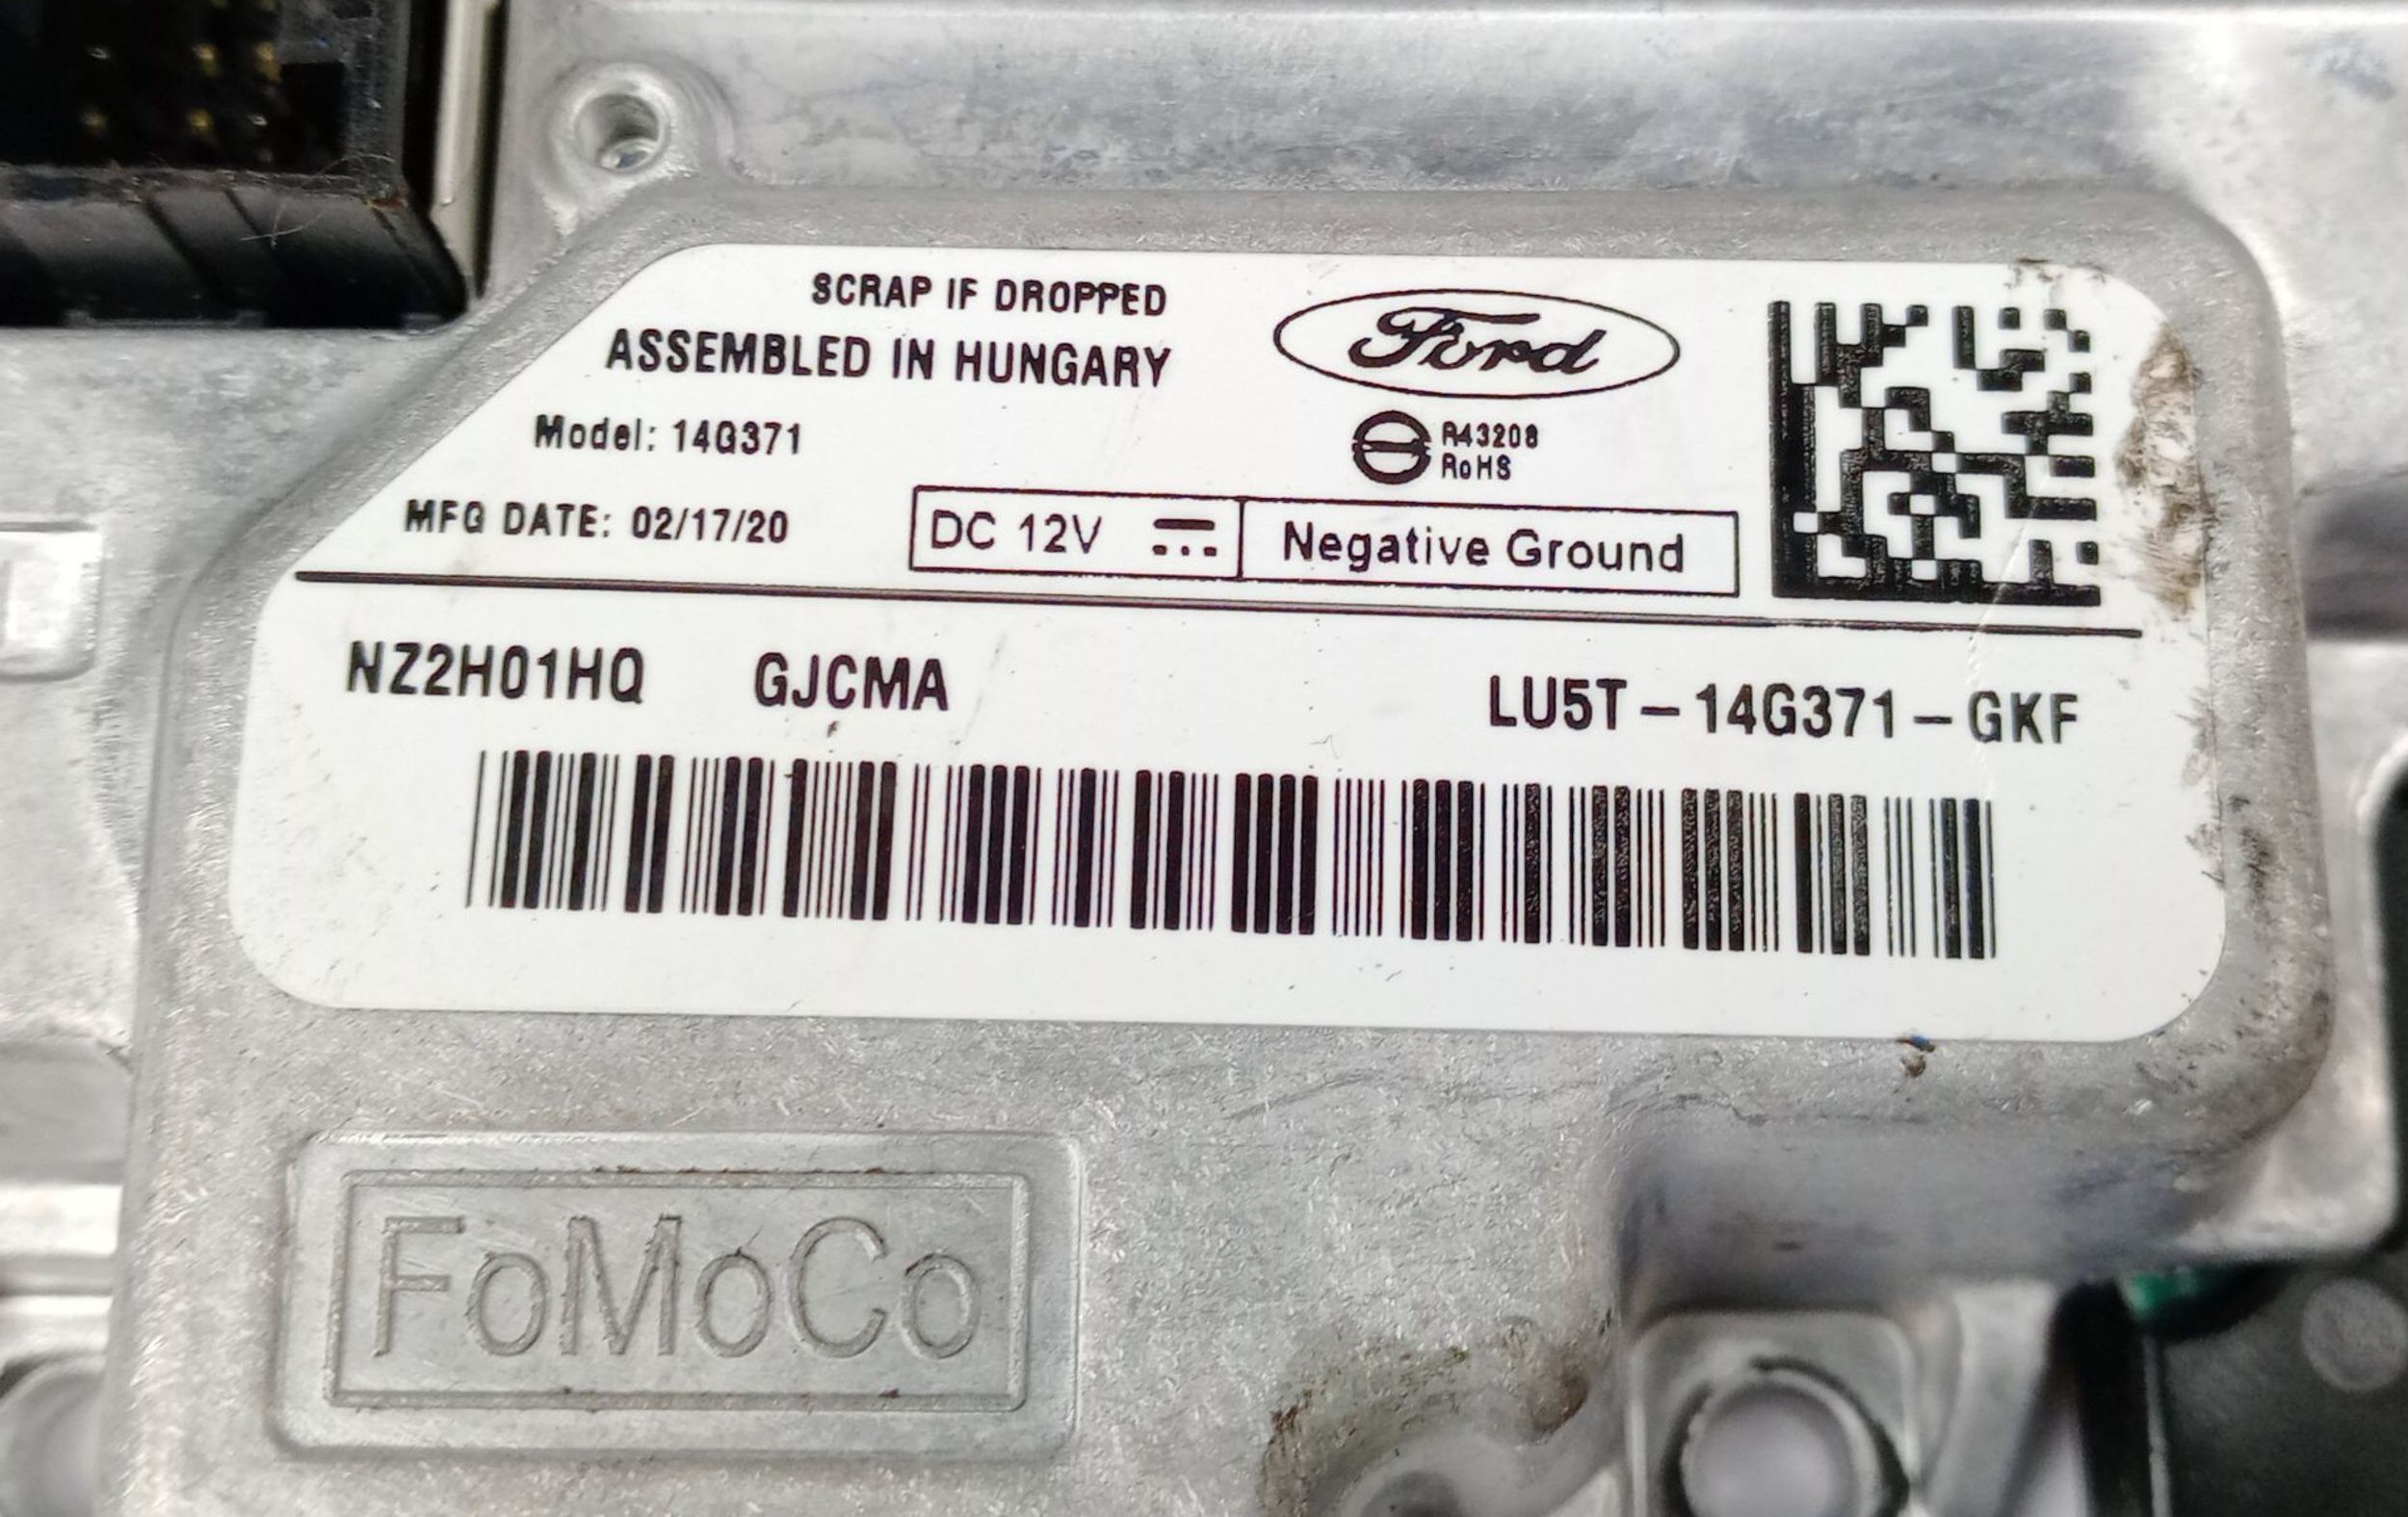 SCRAP IF DROPPED
ASSEMBLED IN HUNGARY
Ford
Model: 14G371
R43208
RoHS
MFG DATE: 02/17/20
DC 12V
Negative Ground
NZ2H01HQ GJCMA LU5T-14G371-GKF
FoMoCo